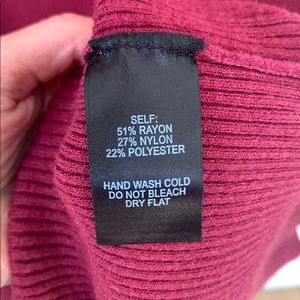 SELF:
51% RAYON
27% NYLON
22% POLYESTER
HAND WASH COLD
DO NOT BLEACH
DRY FLAT